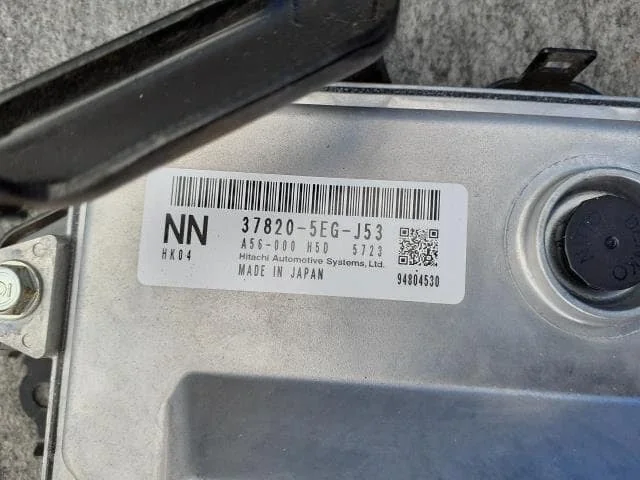 37820-5EG-J53
NN
A56-000 H5D 5723
HK04
Hitachi Automotive Systems, Ltd.
MADE IN JAPAN
94804530